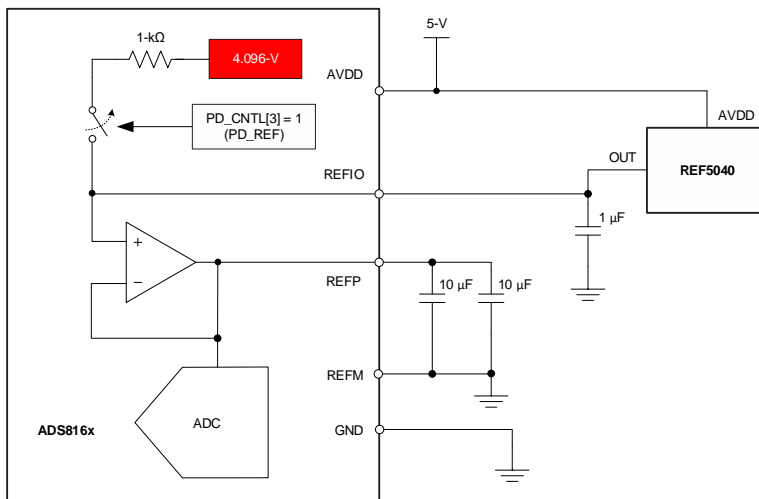 1-kΩ
4.096-V
5-V
AVDD
PD_CNTL[3] = 1
(PD_REF)
AVDD
OUT
REF5040
REFIO
1 µF
+
−
REFP
10 µF
10 µF
REFM
ADC
ADS816x
GND